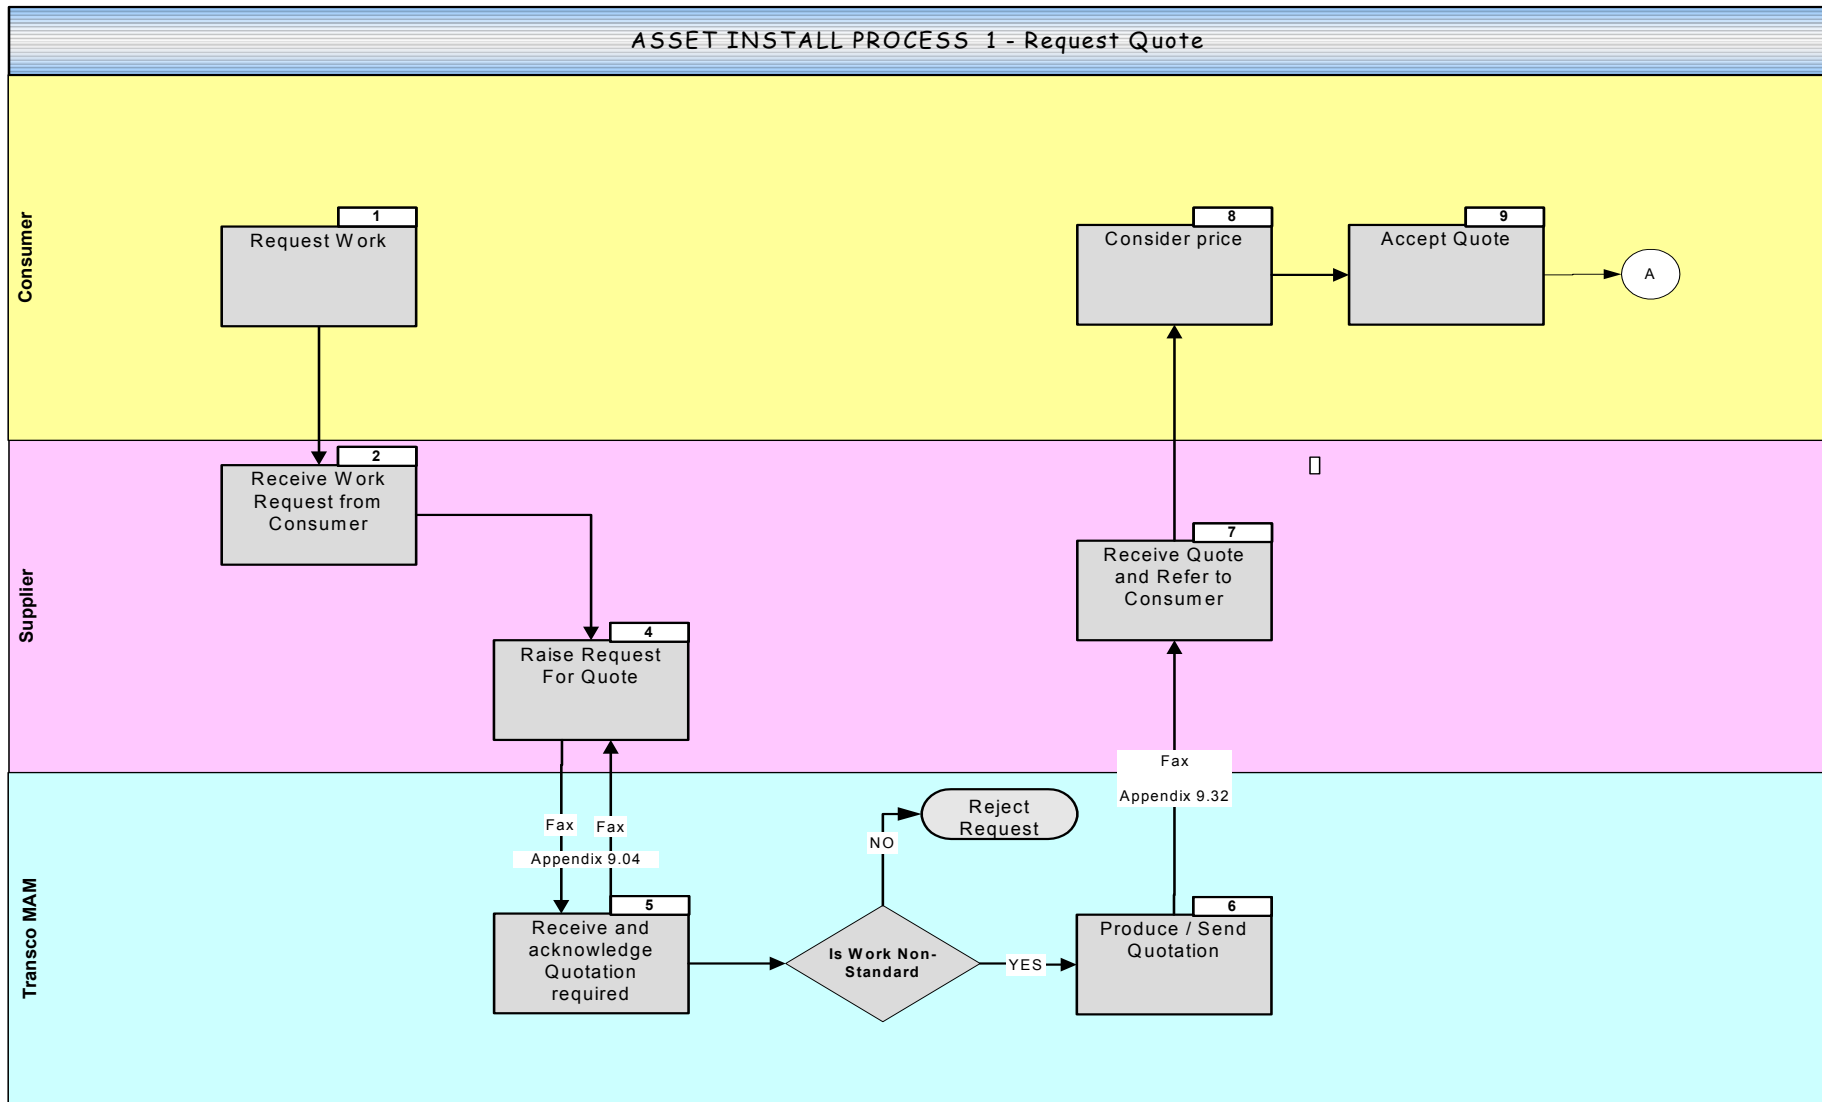 ASSET INSTALL PROCESS 1 - Request Quote
Consumer
1
Request Work
8
Consider price
9
Accept Quote
A
Supplier
2
Receive Work
Request from
Consumer
7
Receive Quote
and Refer to
Consumer
4
Raise Request
For Quote
Fax
Appendix 9.32
Transco MAM
Reject
Request
Fax
Fax
NO
Appendix 9.04
5
Receive and
acknowledge
Quotation
required
Is Work Non-
Standard
YES
6
Produce / Send
Quotation